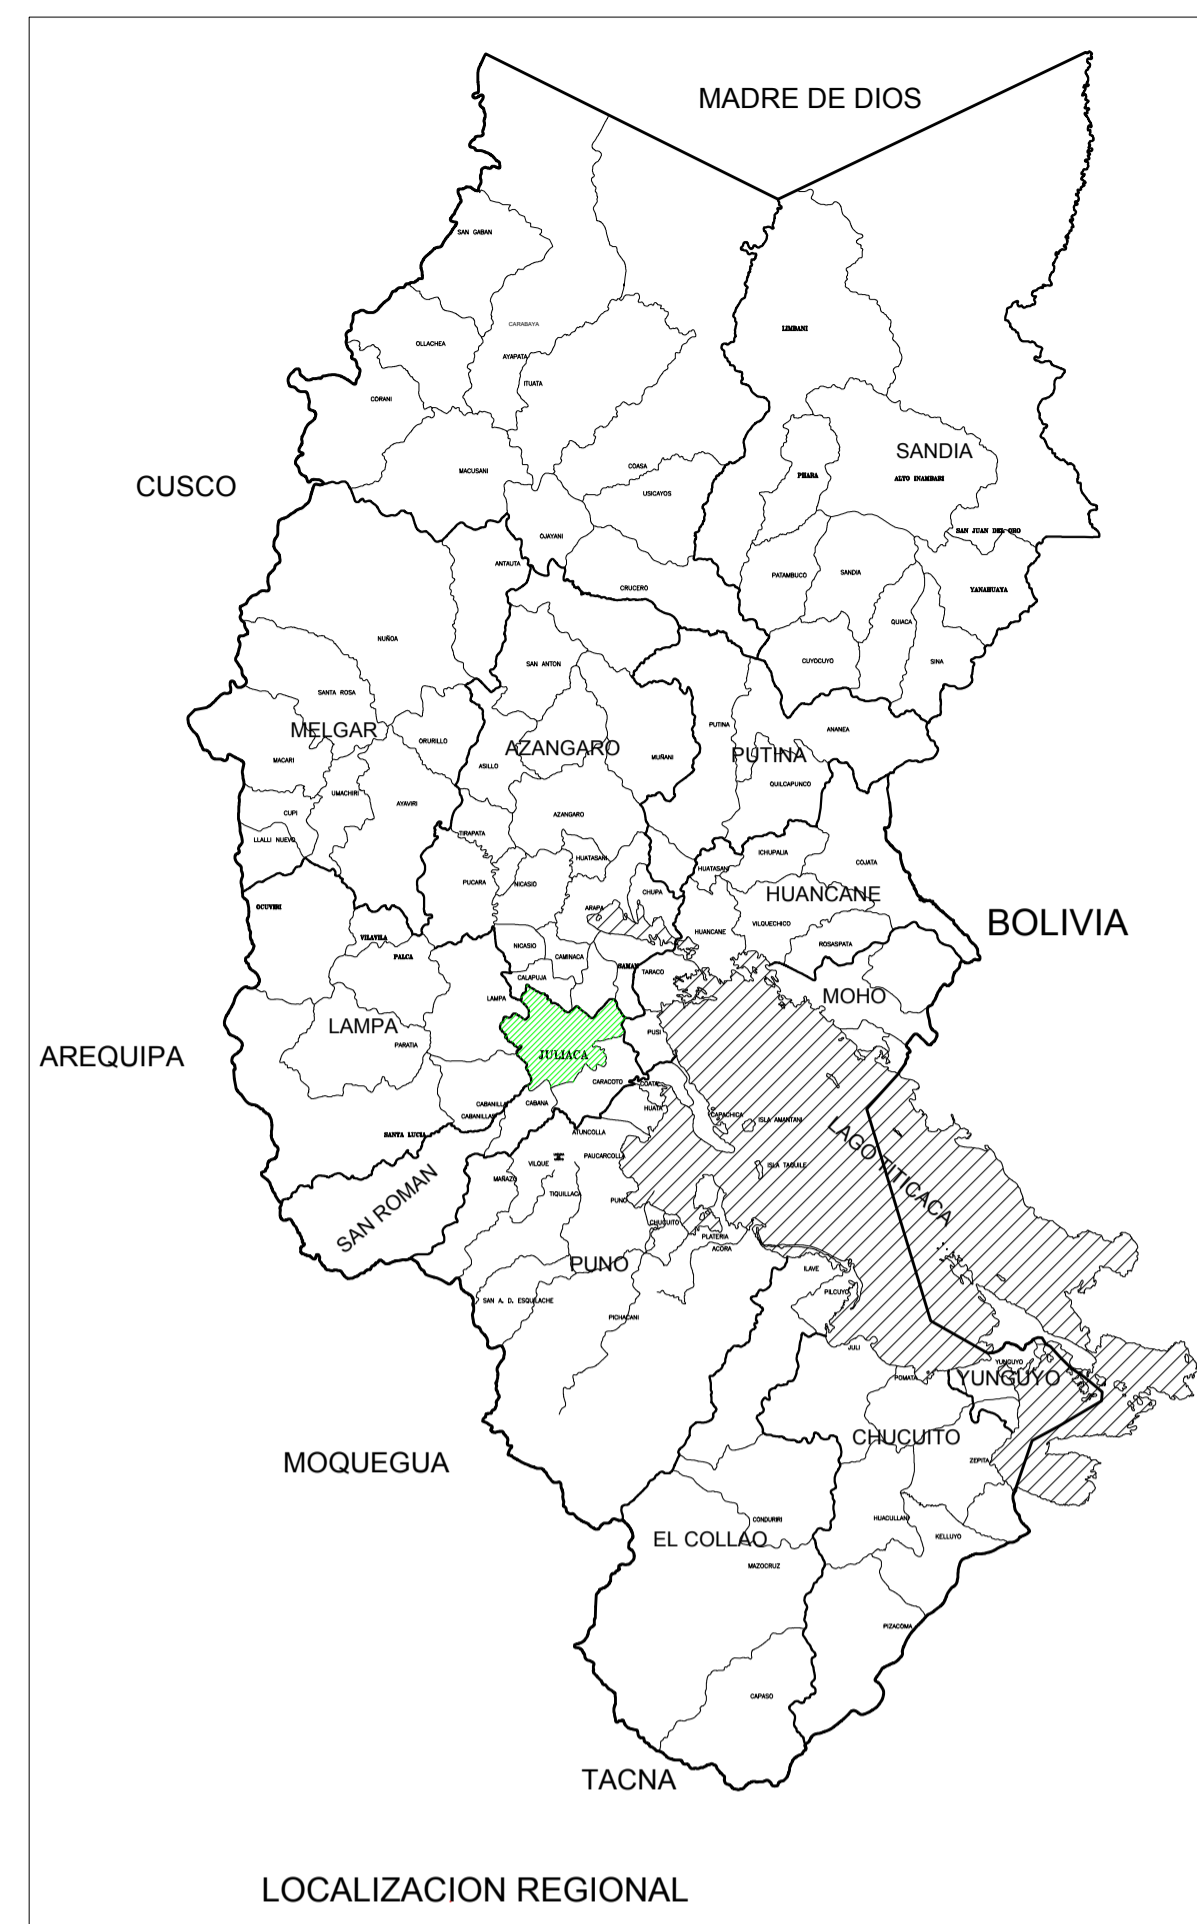 MADRE DE DIOS
SAN GABAN
CARABAYA
LIMBANI
OLLACHEA
AYAPATA
ITUATA
CORANI
SANDIA
COASA
MACUSANI
PHARA
ALTO INAMBARI
CUSCO
USICAYOS
SAN JUAN DEL ORO
OJAYANI
ANTAUTA
PATAMBUCO
SANDIA
CRUCERO
YANAHUAYA
QUIACA
NUÑOA
SAN ANTON
CUYOCUYO
SINA
SANTA ROSA
PUTINA
ANANEA
MELGAR
ORURILLO
AZANGARO
PUTINA
MACARI
ASILLO
MUÑANI
QUILCAPUNCO
UMACHIRI
AYAVIRI
CUPI
AZANGARO
LLALLI NUEVO
TIRAPATA
HUATASANI
ICHUPALIA
COJATA
HUATASANI
PUCARA
NICASIO
CHUPA
HUANCANE
OCUVIRI
ARAPA
BOLIVIA
VILQUECHICO
HUANCANE
VILAVILA
NICASIO
ROSASPATA
PALCA
CAMINACA
SAMAN
TARACO
CALAPUJA
MOHO
LAMPA
LAMPA
PUSI
PARATIA
JULIACA
AREQUIPA
CARACOTO
COATA
CABANILLA
CABANA
HUATA
CABANILLAS
CAPACHICA
ISLA AMANTANI
SANTA LUCIA
ATUNCOLLA
LAGO TITICACA
PAUCARCOLLA
VILQUE
ISLA TAQUILE
MAÑAZO
SAN ROMAN
TIQUILLACA
PUNO
CHUCUITO
PLATERIA
ACORA
PUNO
ILAVE
PILCUYO
SAN A. D. ESQUILACHE
PICHACANI
JULI
YUNGUYO
POMATA
YUNGUYO
CHUCUITO
MOQUEGUA
ZEPITA
CONDURIRI
HUACULLANI
EL COLLAO
KELLUYO
MAZOCRUZ
PIZACOMA
CAPASO
TACNA
LOCALIZACION REGIONAL